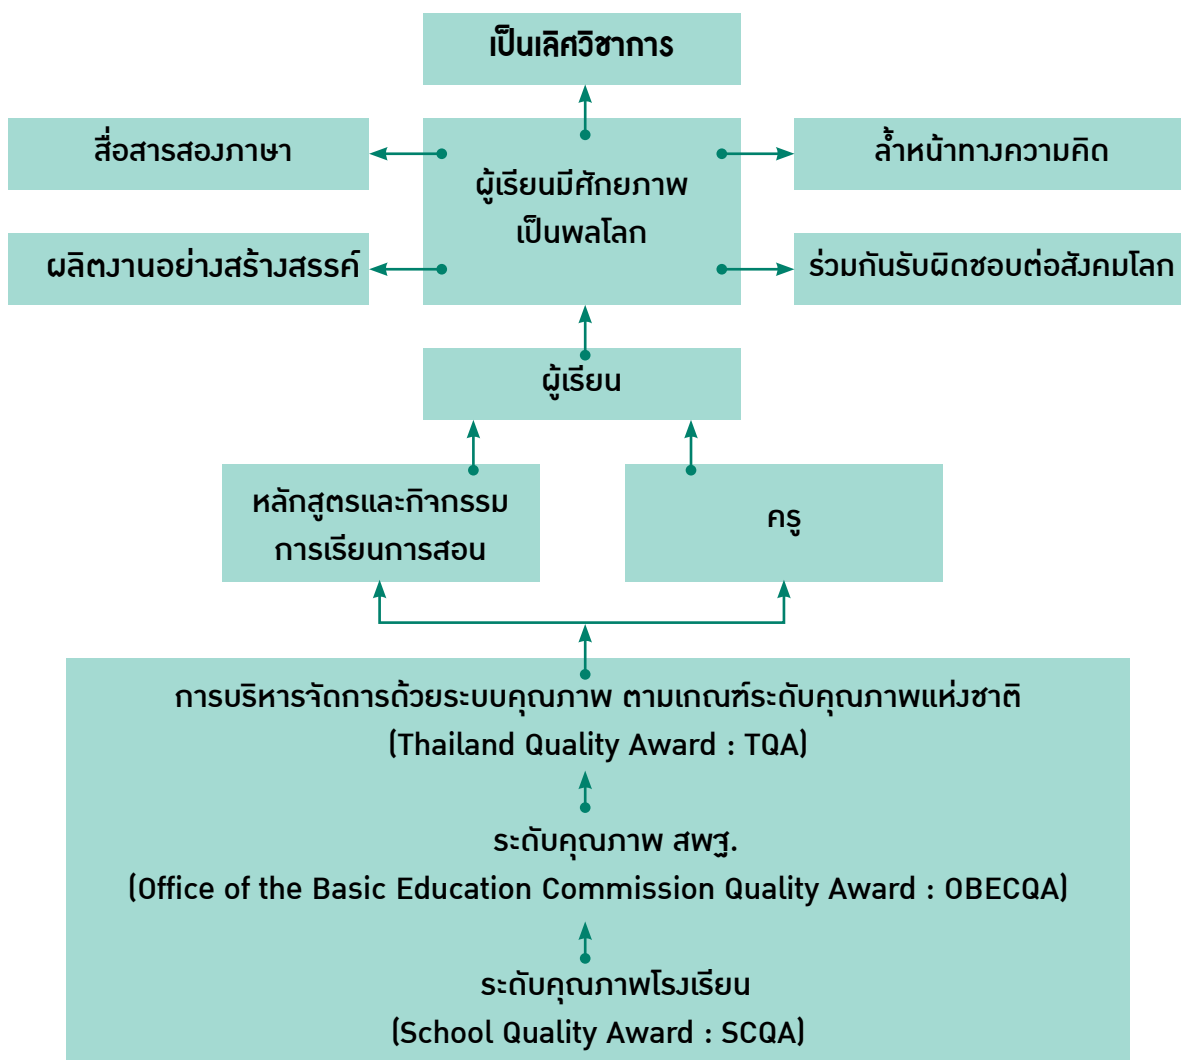 เป็นเลิศวิชาการ
สื่อสารสองภาษา
ล้ำหน้าทางความคิด
ผู้เรียนมีศักยภาพ
เป็นพลโลก
ผลิตงานอย่างสร้างสรรค์
ร่วมกันรับผิดชอบต่อสังคมโลก
ผู้เรียน
หลักสูตรและกิจกรรม
การเรียนการสอน
ครู
การบริหารจัดการด้วยระบบคุณภาพ ตามเกณฑ์ระดับคุณภาพแห่งชาติ
(Thailand Quality Award : TQA)
ระดับคุณภาพ สพฐ.
(Office of the Basic Education Commission Quality Award : OBECQA)
ระดับคุณภาพโรงเรียน
(School Quality Award : SCQA)